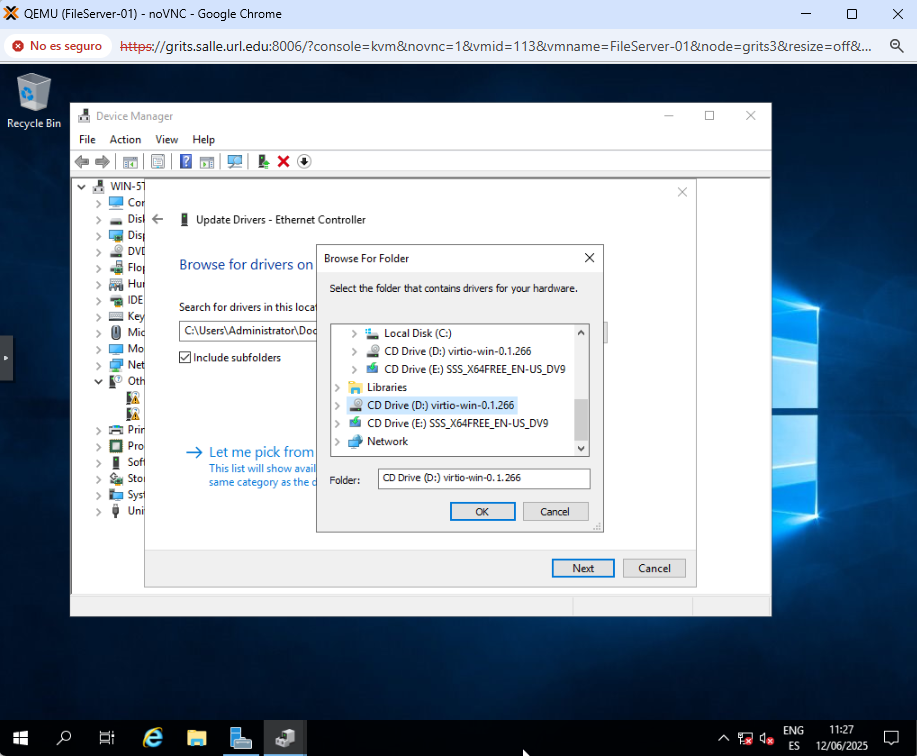 QEMU (FileServer-01) - noVNC - Google Chrome
No es seguro
https://grits.salle.url.edu:8006/?console=kvm&novnc=1&vmid=113&vmname=FileServer-01&node=grits3&resize=off&...
Recycle Bin
Device Manager
File Action View Help
WIN-5T
Con
Disk
Disp
DVD
Flop
Hur
IDE
Key
Mic
Mo
Net
Oth
Prin
Pro
Soft
Stor
Syst
Uni
Update Drivers - Ethernet Controller
Browse for drivers on
Search for drivers in this locat
C:\Users\Administrator\Doc
Include subfolders
Let me pick from
This list will show avail
same category as the d
Next
Cancel
Browse For Folder
Select the folder that contains drivers for your hardware.
Local Disk (C:)
CD Drive (D:) virtio-win-0.1.266
CD Drive (E:) SSS_X64FREE_EN-US_DV9
Libraries
CD Drive (D:) virtio-win-0.1.266
CD Drive (E:) SSS_X64FREE_EN-US_DV9
Network
Folder:
CD Drive (D:) virtio-win-0.1.266
OK
Cancel
ENG
ES
11:27
12/06/2025